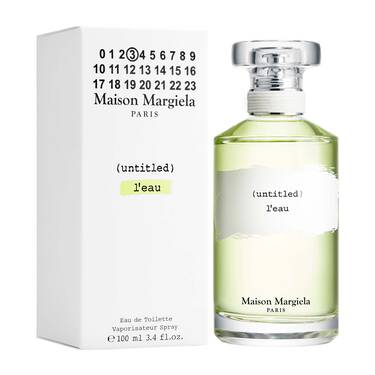 0 1 2 3 4 5 6 7 8 9
10 11 12 13 14 15 16
17 18 19 20 21 22 23
Maison Margiela
PARIS
(untitled)
l'eau
Eau de Toilette
Vaporisateur Spray
℮ 100 ml 3.4 fl.oz.
(untitled)
l'eau
Maison Margiela
PARIS